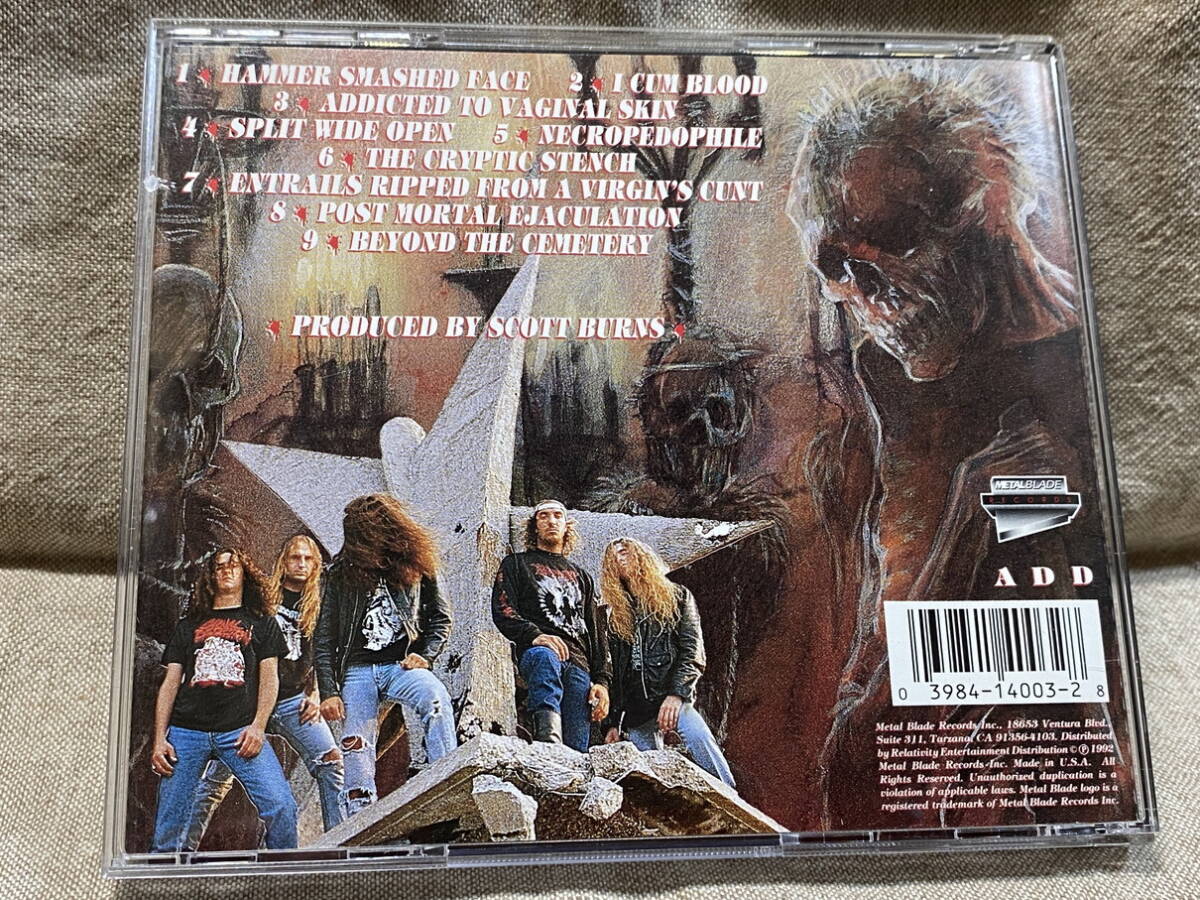 1 HAMMER SMASHED FACE 2 I CUM BLOOD
3 ADDICTED TO VAGINAL SKIN
4 SPLIT WIDE OPEN 5 NECROPEDOPHILE
6 THE CRYPTIC STENCH
7 ENTRAILS RIPPED FROM A VIRGIN'S CUNT
8 POST MORTAL EJACULATION
9 BEYOND THE CEMETERY
PRODUCED BY SCOTT BURNS
METALBLADE
RECORDS
A D D
0 3984-14003-2 8
Metal Blade Records Inc., 18653 Ventura Blvd.
Suite 311, Tarzana, CA 91356-4103. Distributed
by Relativity Entertainment Distribution © ℗ 1992
Metal Blade Records-Inc. Made in U.S.A. All
Rights Reserved. Unauthorized duplication is a
violation of applicable laws. Metal Blade logo is a
registered trademark of Metal Blade Records Inc.